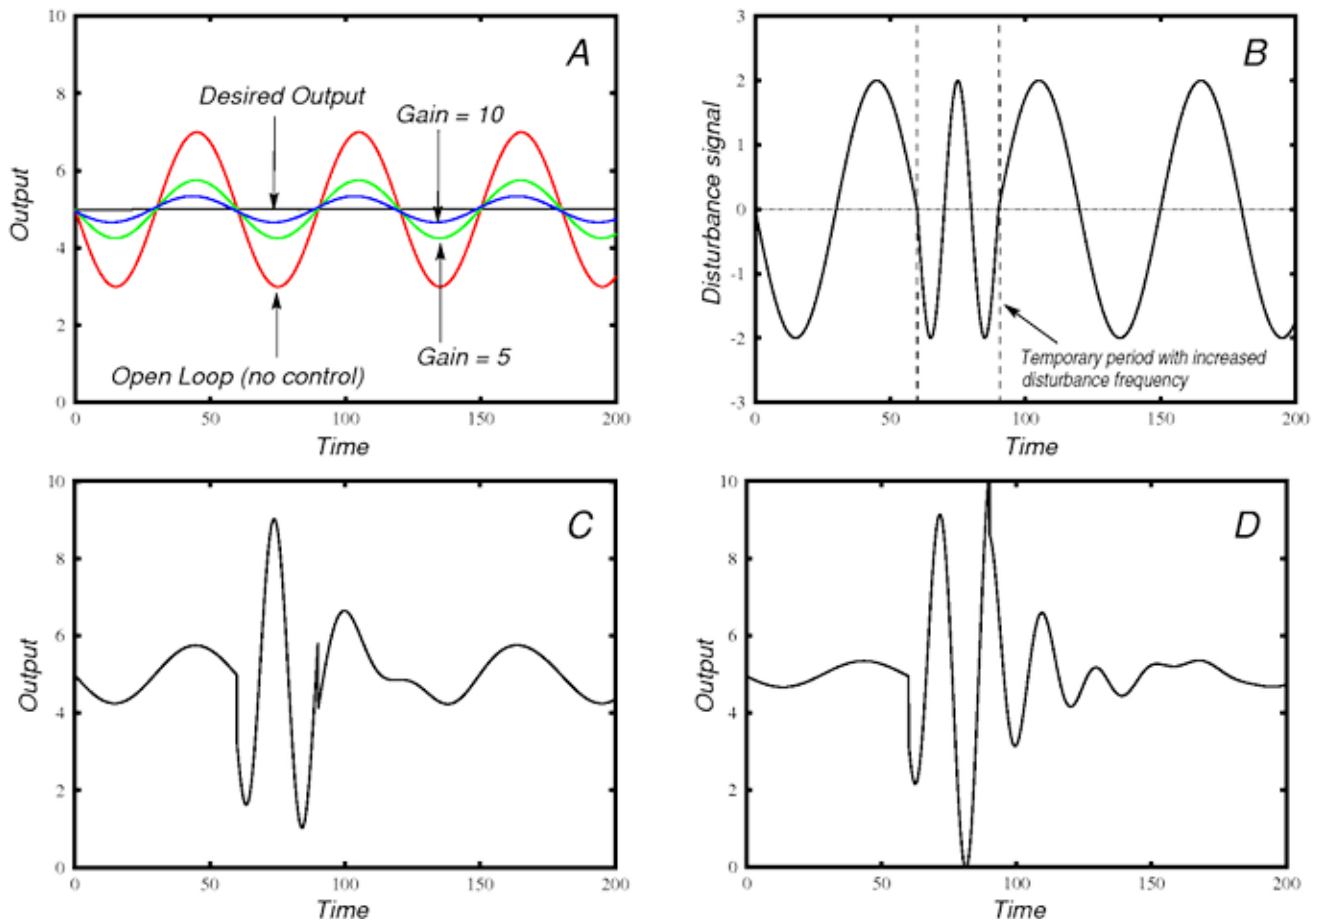 10
A
Desired Output
Gain = 10
8
6
Output
4
2
Gain = 5
Open Loop (no control)
0
0 50 100 150 200
Time
3
B
2
1
Disturbance signal
0
-1
-2
Temporary period with increased
disturbance frequency
-3
0 50 100 150 200
Time
10
C
8
6
Output
4
2
0
0 50 100 150 200
Time
10
D
8
6
Output
4
2
0
0 50 100 150 200
Time